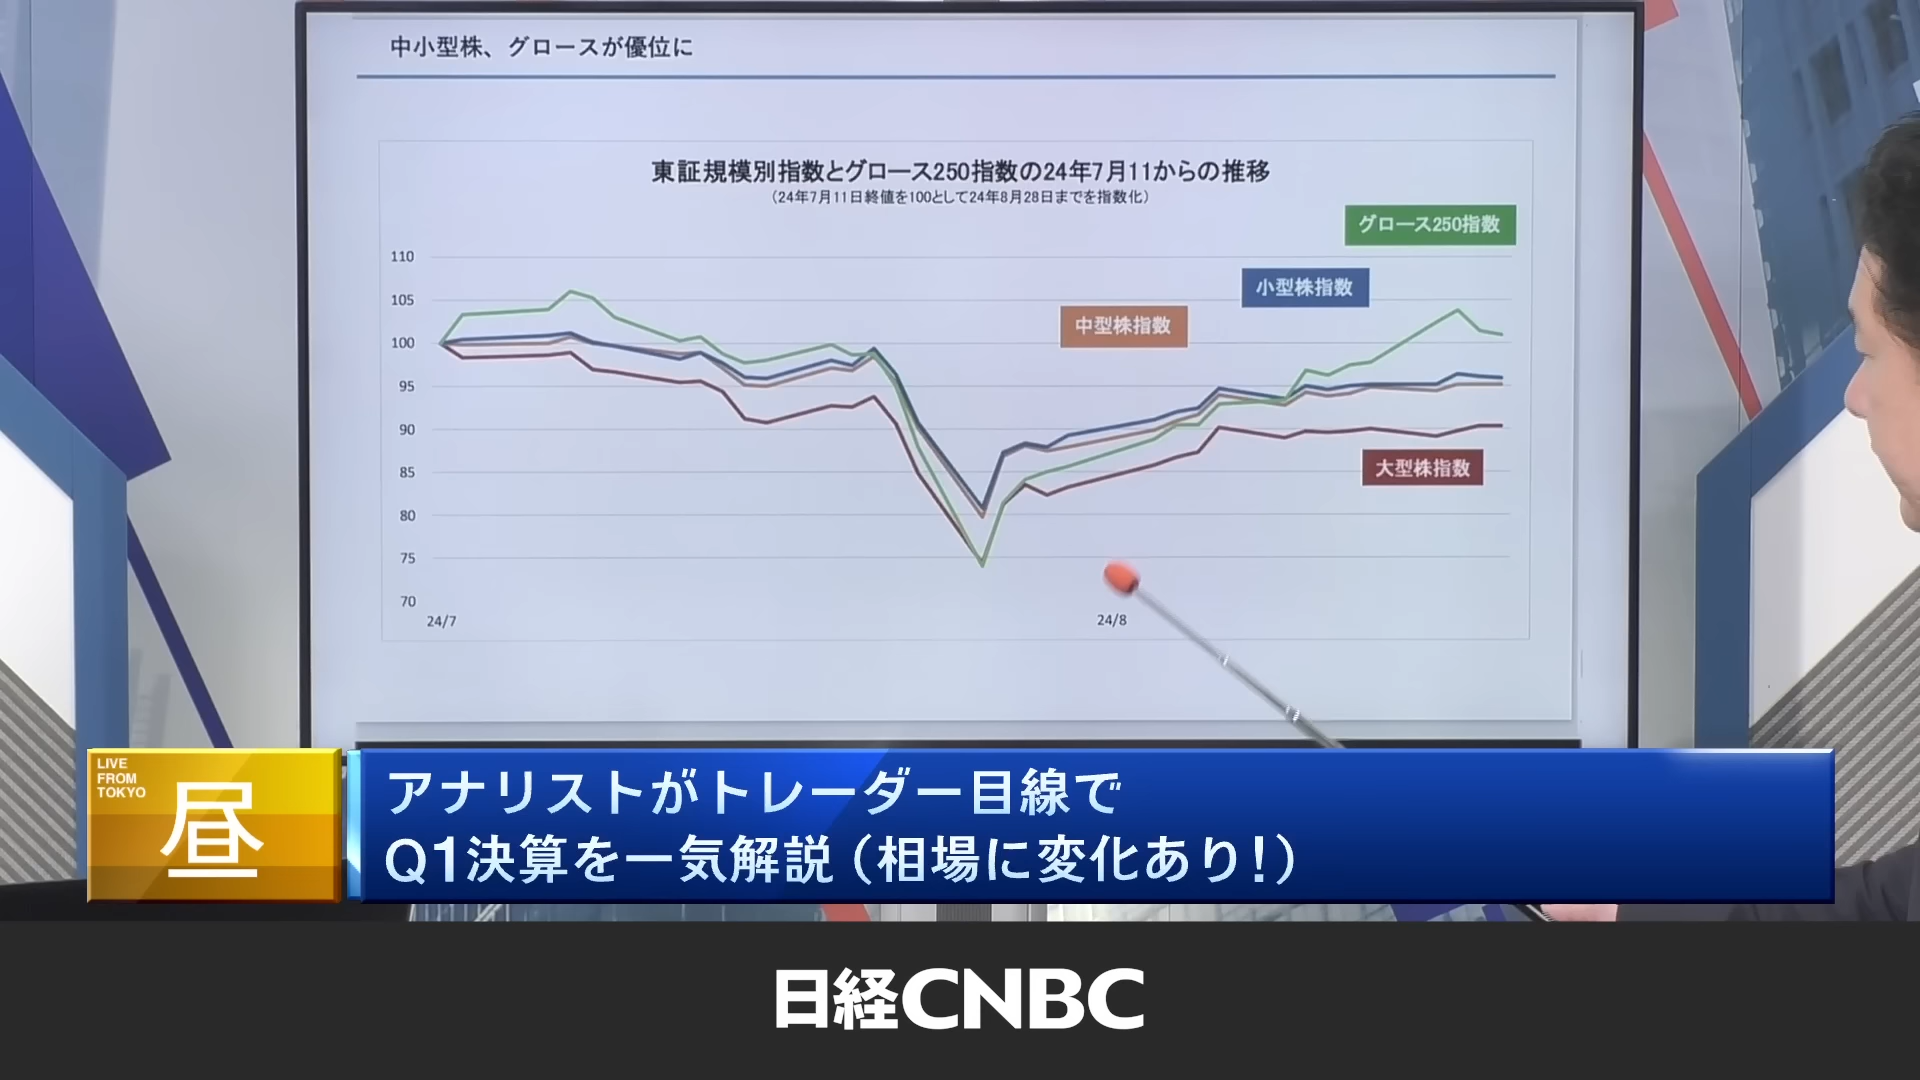 中小型株、グロースが優位に
東証規模別指数とグロース250指数の24年7月11からの推移
（24年7月11日終値を100として24年8月28日までを指数化）
グロース250指数
小型株指数
中型株指数
大型株指数
110
105
100
95
90
85
80
75
70
24/7
24/8
LIVE
FROM
TOKYO
昼
アナリストがトレーダー目線で
Q1決算を一気解説（相場に変化あり！）
日経CNBC